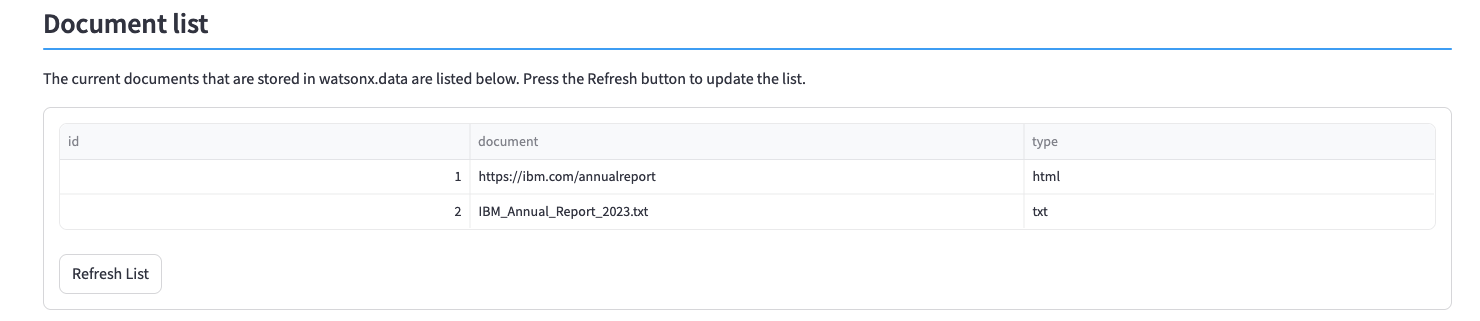 Document list
The current documents that are stored in watsonx.data are listed below. Press the Refresh button to update the list.
id document type
1 https://ibm.com/annualreport html
2 IBM_Annual_Report_2023.txt txt
Refresh List